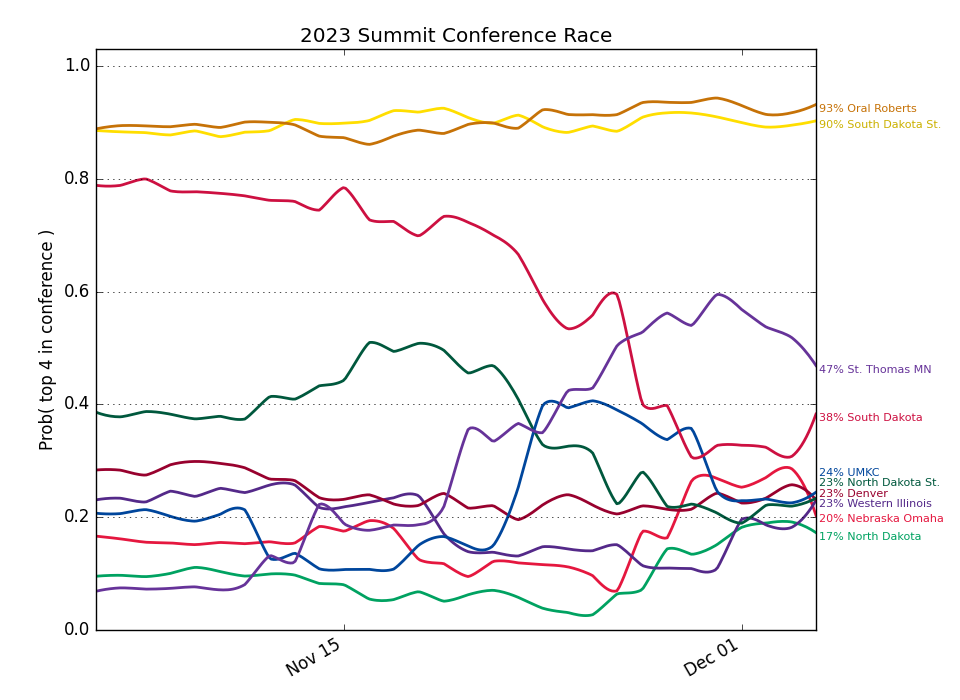 2023 Summit Conference Race
Prob( top 4 in conference )
1.0
0.8
0.6
0.4
0.2
0.0
Nov 15
Dec 01
93% Oral Roberts
90% South Dakota St.
47% St. Thomas MN
38% South Dakota
24% UMKC
23% North Dakota St.
23% Denver
23% Western Illinois
20% Nebraska Omaha
17% North Dakota